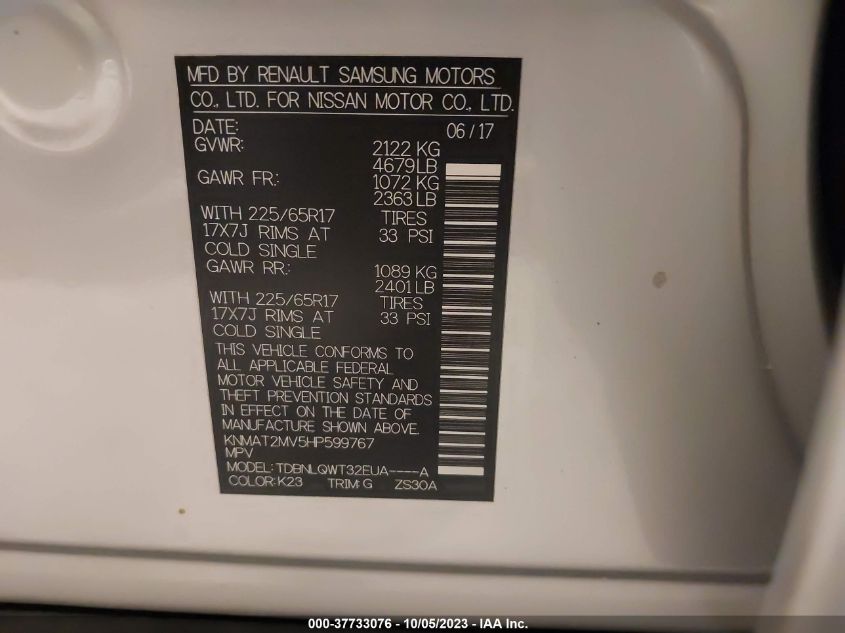 MFD BY RENAULT SAMSUNG MOTORS
CO., LTD. FOR NISSAN MOTOR CO., LTD.
DATE: 06 / 17
GVWR: 2122 KG
4679 LB
GAWR FR: 1072 KG
2363 LB
WITH 225/65R17 TIRES
17X7J RIMS AT 33 PSI
COLD SINGLE
GAWR RR: 1089 KG
2401 LB
WITH 225/65R17 TIRES
17X7J RIMS AT 33 PSI
COLD SINGLE
THIS VEHICLE CONFORMS TO
ALL APPLICABLE FEDERAL
MOTOR VEHICLE SAFETY AND
THEFT PREVENTION STANDARDS
IN EFFECT ON THE DATE OF
MANUFACTURE SHOWN ABOVE.
KNMAT2MV5HP599767
MPV
MODEL: TDBNLQWT32EUA----A
COLOR: K23 TRIM: G ZS30A
000-37733076 - 10/05/2023 - IAA Inc.